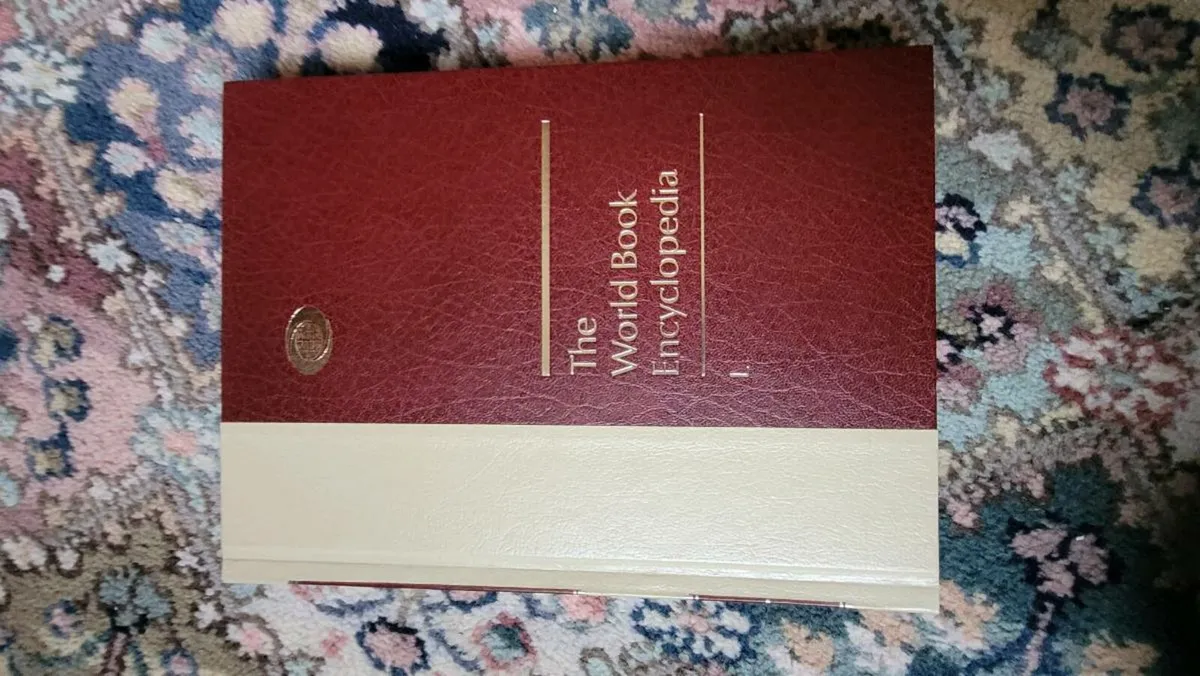 The
World Book
Encyclopedia
L